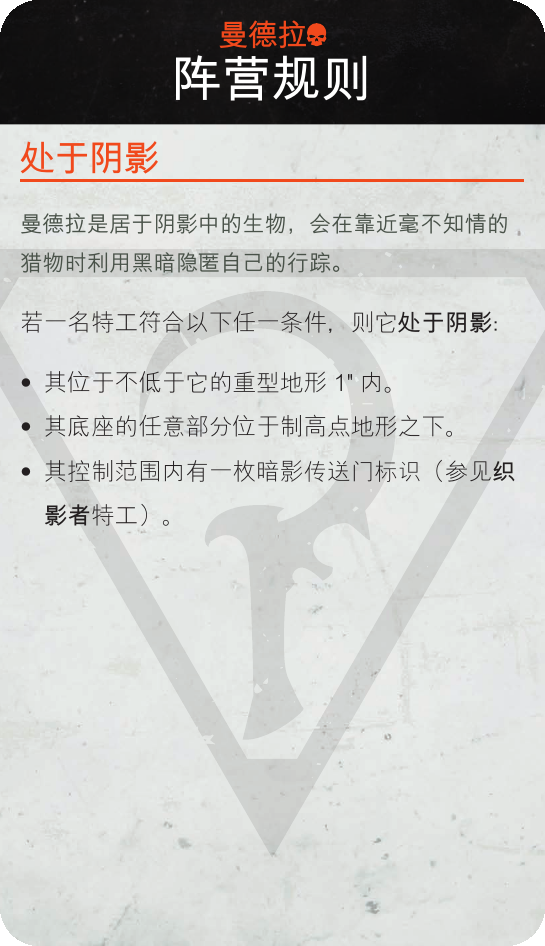 曼德拉
阵营规则
处于阴影
曼德拉是居于阴影中的生物，会在靠近毫不知情的
猎物时利用黑暗隐匿自己的行踪。
若一名特工符合以下任一条件，则它处于阴影:
• 其位于不低于它的重型地形 1" 内。
• 其底座的任意部分位于制高点地形之下。
• 其控制范围内有一枚暗影传送门标识（参见织
影者特工）。